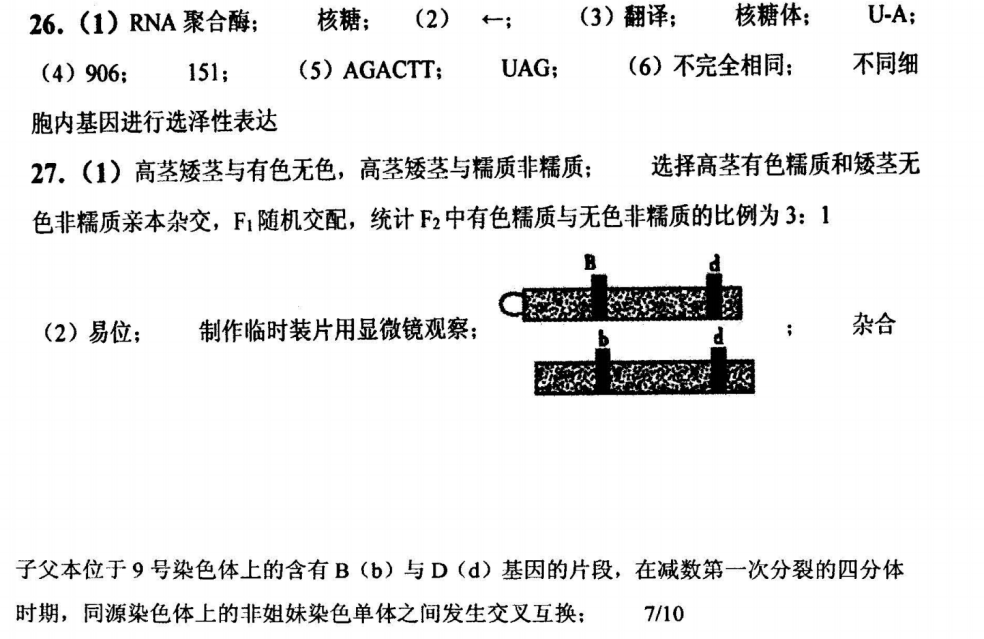 26.（1）RNA 聚合酶； 核糖； （2） ←； （3）翻译； 核糖体； U-A；
（4）906； 151； （5）AGACTT； UAG； （6）不完全相同； 不同细
胞内基因进行选泽性表达
27.（1）高茎矮茎与有色无色，高茎矮茎与糯质非糯质； 选择高茎有色糯质和矮茎无
色非糯质亲本杂交，F₁随机交配，统计 F₂中有色糯质与无色非糯质的比例为 3：1
B d
（2）易位； 制作临时装片用显微镜观察； ； 杂合
b d
子父本位于 9 号染色体上的含有 B（b）与 D（d）基因的片段，在减数第一次分裂的四分体
时期，同源染色体上的非姐妹染色单体之间发生交叉互换； 7/10